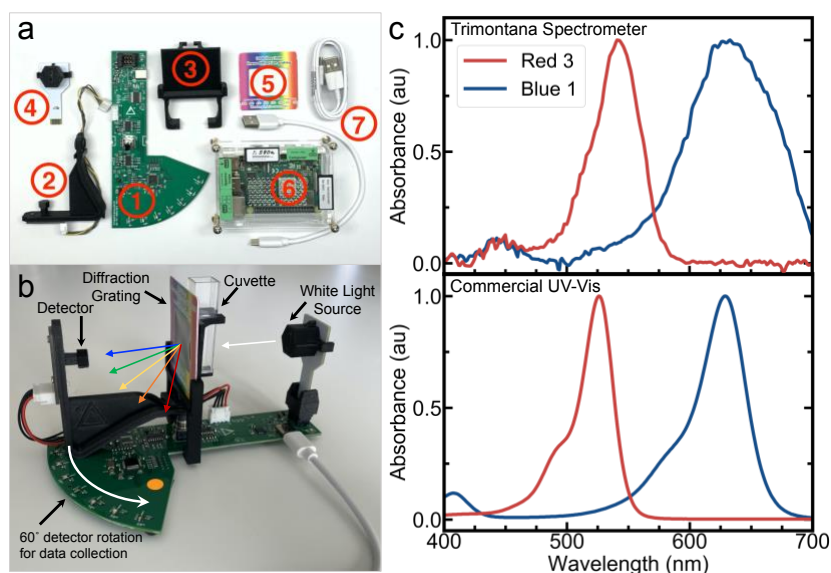 a
1
2
3
4
5
6
7
b
Diffraction
Grating
Cuvette
Detector
White Light
Source
60° detector rotation
for data collection
c
Trimontana Spectrometer
Red 3
Blue 1
Absorbance (au)
1.0
0.5
0.0
Commercial UV-Vis
Absorbance (au)
1.0
0.5
0.0
400
500
600
700
Wavelength (nm)